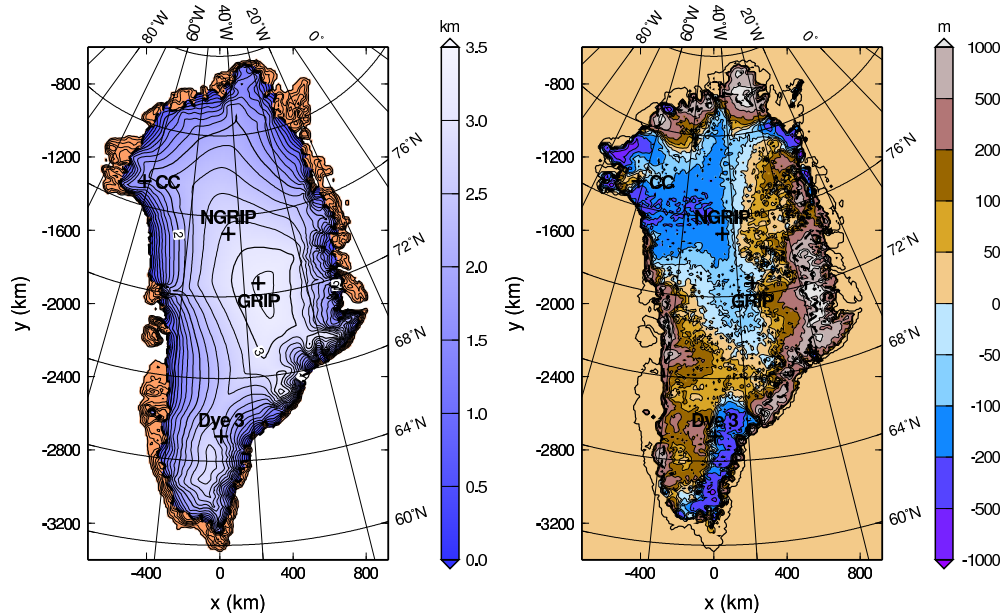 80°W 60°W 40°W 20°W 0°
km
-800
-1200
-1600
-2000
-2400
-2800
-3200
y (km)
76°N
72°N
68°N
64°N
60°N
CC
NGRIP
2
GRIP
3
Dye 3
-400 0 400 800
x (km)
3.5
3.0
2.5
2.0
1.5
1.0
0.5
0.0
80°W 60°W 40°W 20°W 0°
m
-800
-1200
-1600
-2000
-2400
-2800
-3200
y (km)
76°N
72°N
68°N
64°N
60°N
CC
NGRIP
GRIP
Dye 3
-400 0 400 800
x (km)
1000
500
200
100
50
0
-50
-100
-200
-500
-1000